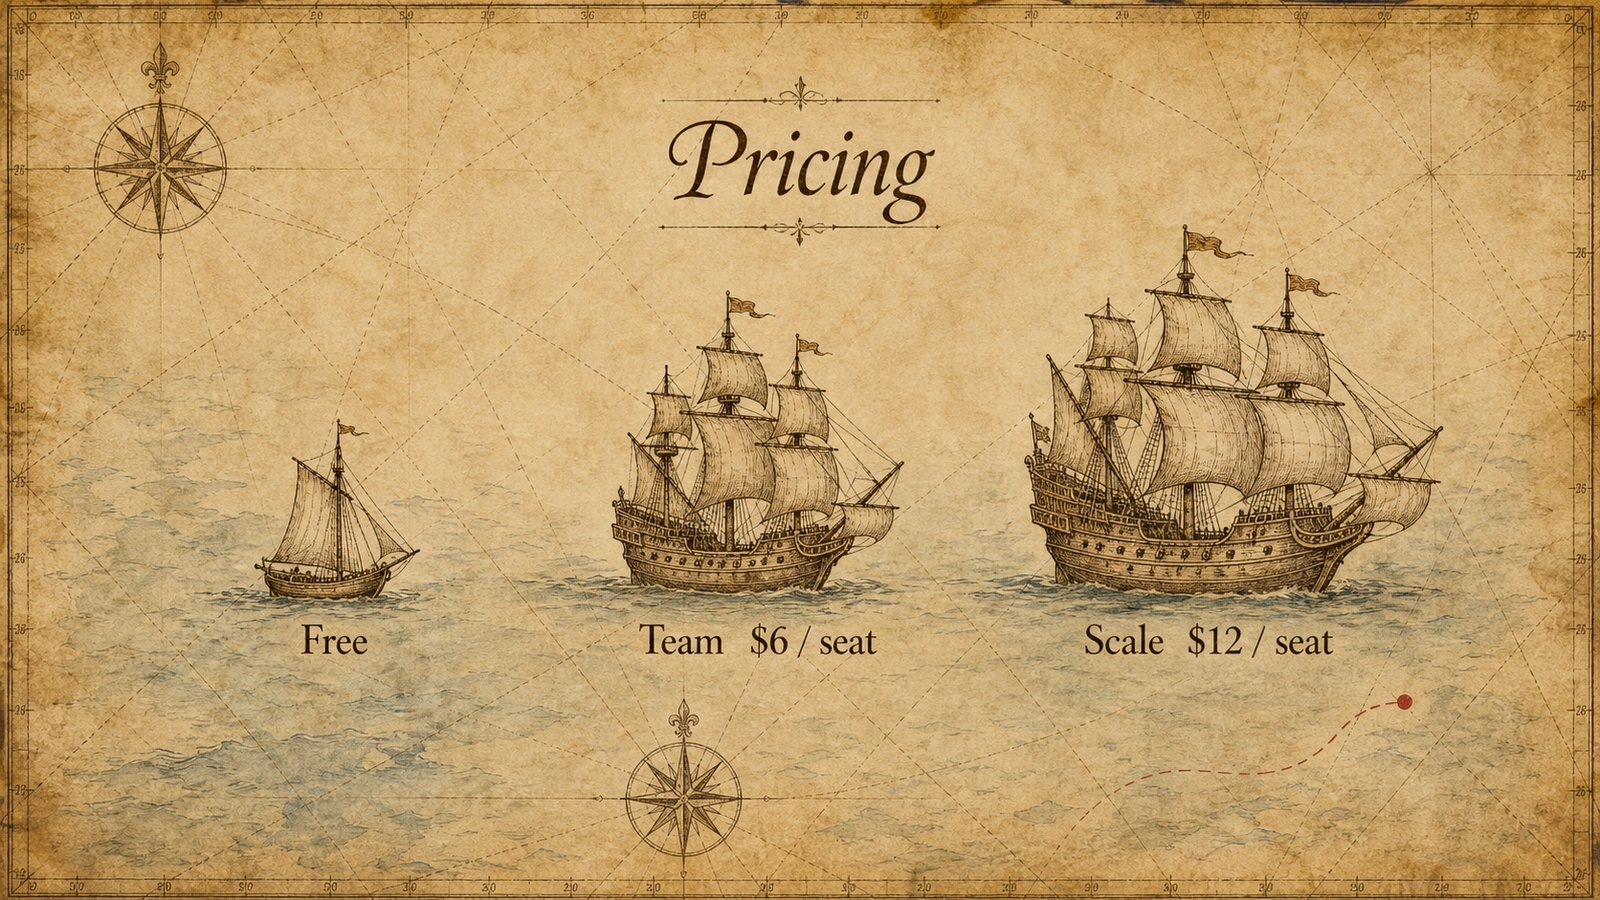 Pricing
Free
Team $6 / seat
Scale $12 / seat